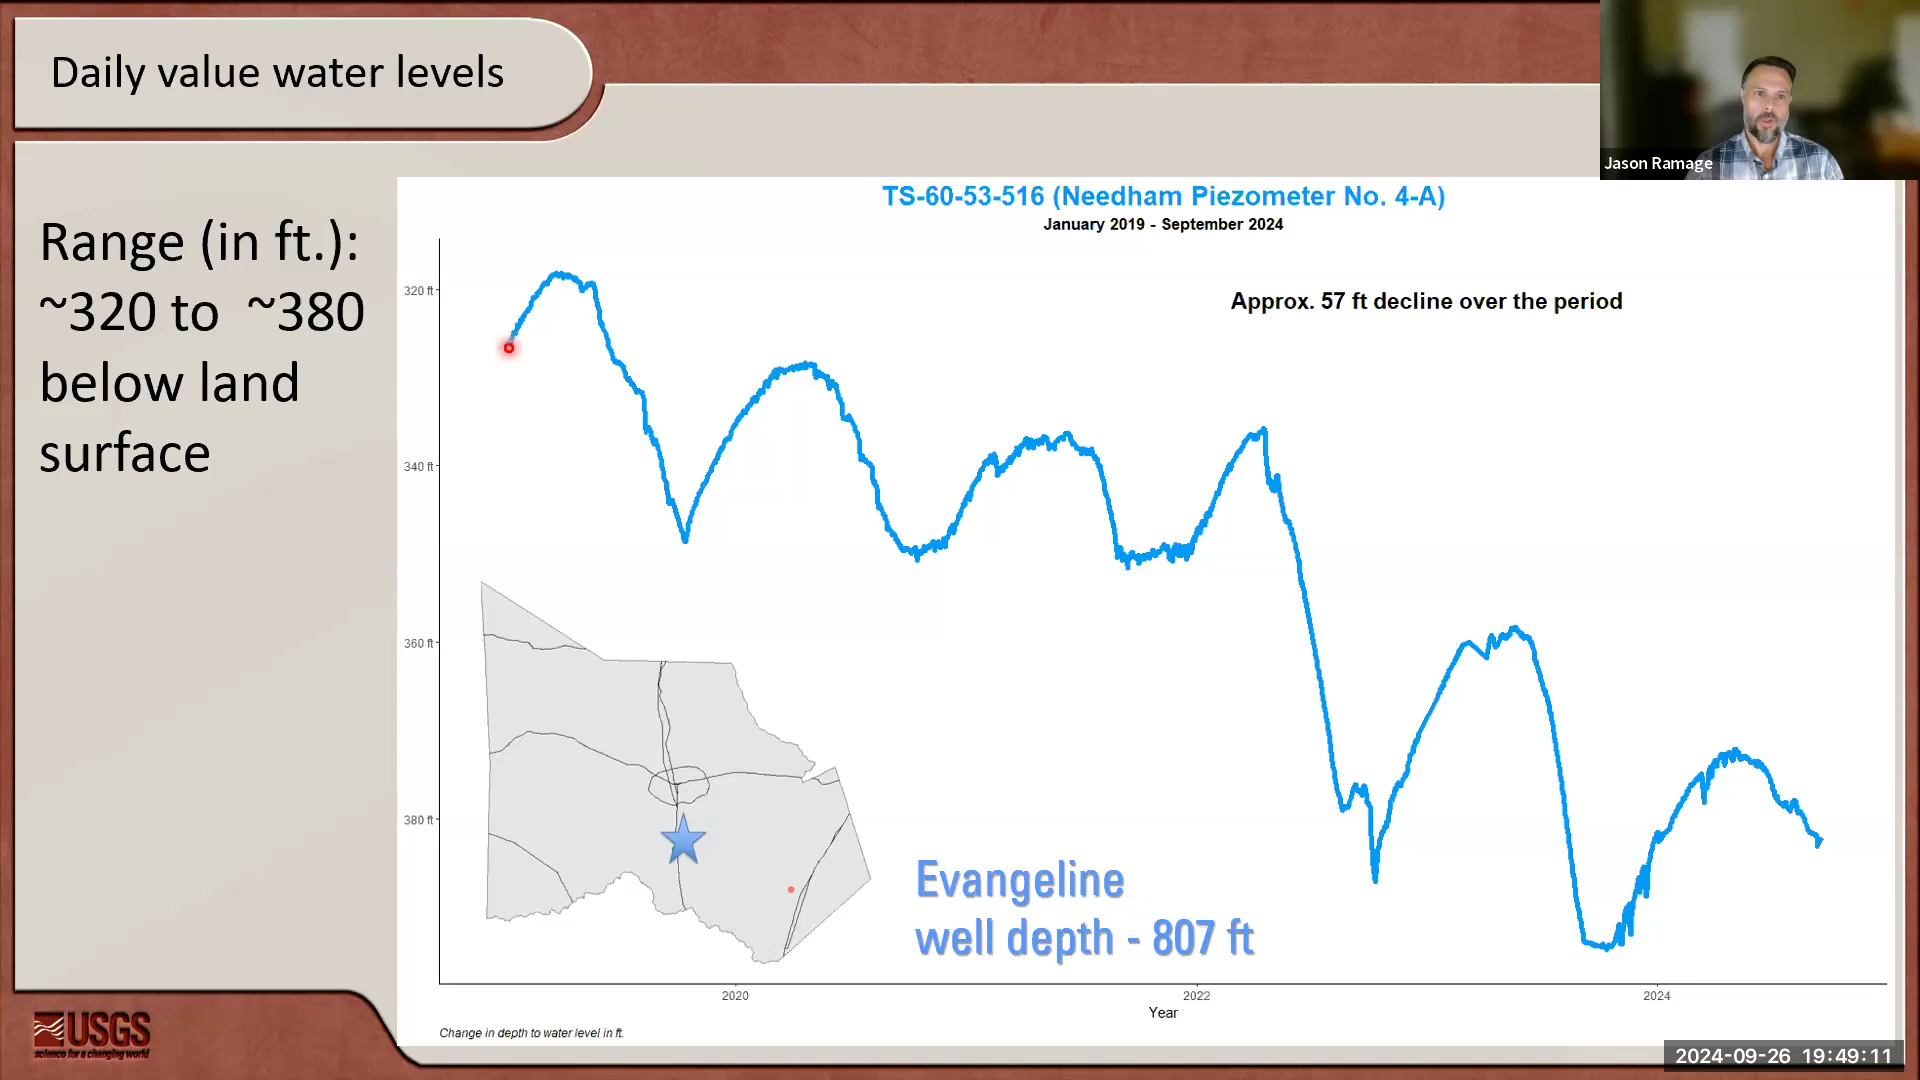 Daily value water levels
Jason Ramage
Range (in ft.):
~320 to ~380
below land
surface
TS-60-53-516 (Needham Piezometer No. 4-A)
January 2019 - September 2024
Approx. 57 ft decline over the period
320 ft
340 ft
360 ft
380 ft
Evangeline
well depth - 807 ft
2020
2022
2024
Year
Change in depth to water level in ft.
USGS
science for a changing world
2024-09-26 19:49:11